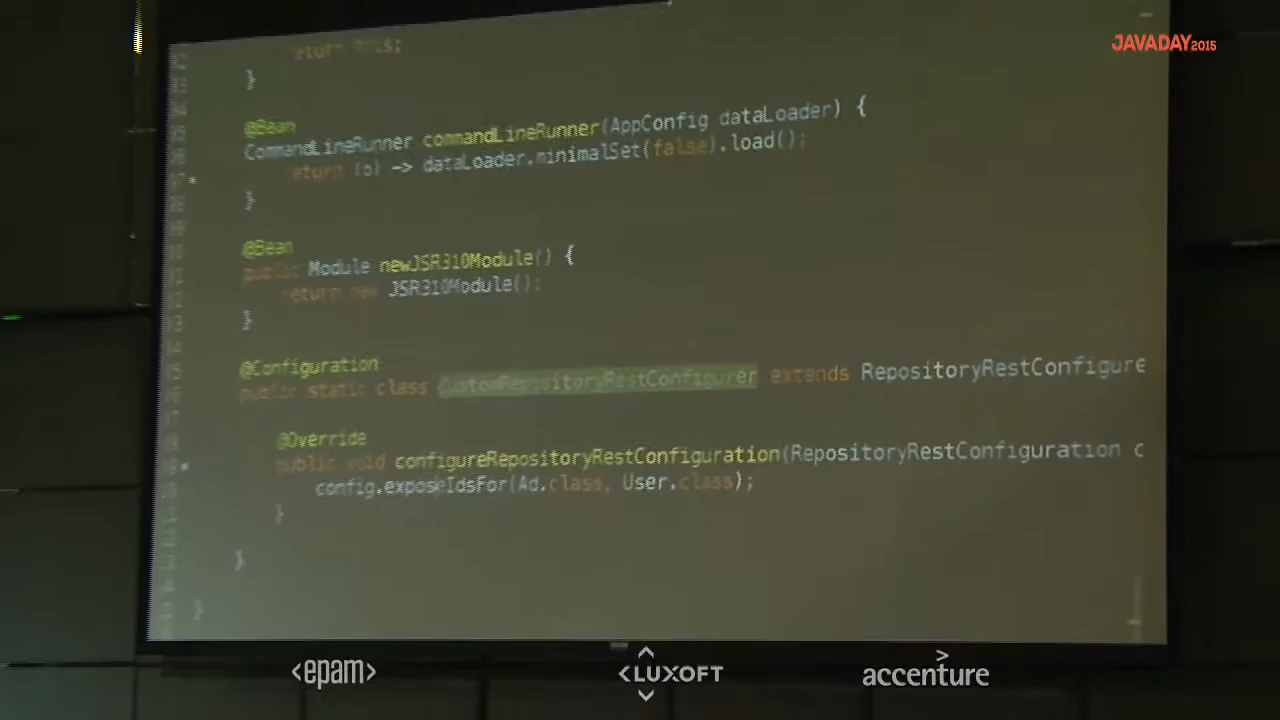 JAVADAY2015
return this;
}
@Bean
CommandLineRunner commandLineRunner(AppConfig dataLoader) {
return (o) -> dataLoader.minimalSet(false).load();
}
@Bean
public Module newJSR310Module() {
return new JSR310Module();
}
@Configuration
public static class CustomRepositoryRestConfigurer extends RepositoryRestConfigure
@Override
public void configureRepositoryRestConfiguration(RepositoryRestConfiguration c
config.exposeIdsFor(Ad.class, User.class);
}
}
}
<epam> LUXOFT accenture